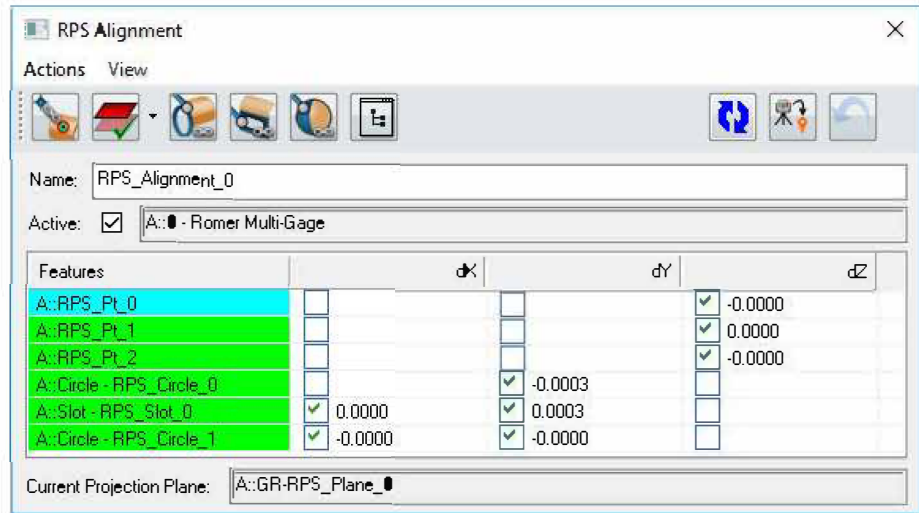 RPS Alignment
Actions View
Name: RPS_Alignment_0
Active: A::0 - Romer Multi-Gage
Features dX dY dZ
A::RPS_Pt_0 -0.0000
A::RPS_Pt_1 0.0000
A::RPS_Pt_2 -0.0000
A::Circle - RPS_Circle_0 -0.0003
A::Slot - RPS_Slot_0 0.0000 0.0003
A::Circle - RPS_Circle_1 -0.0000 -0.0000
Current Projection Plane: A::GR-RPS_Plane_0